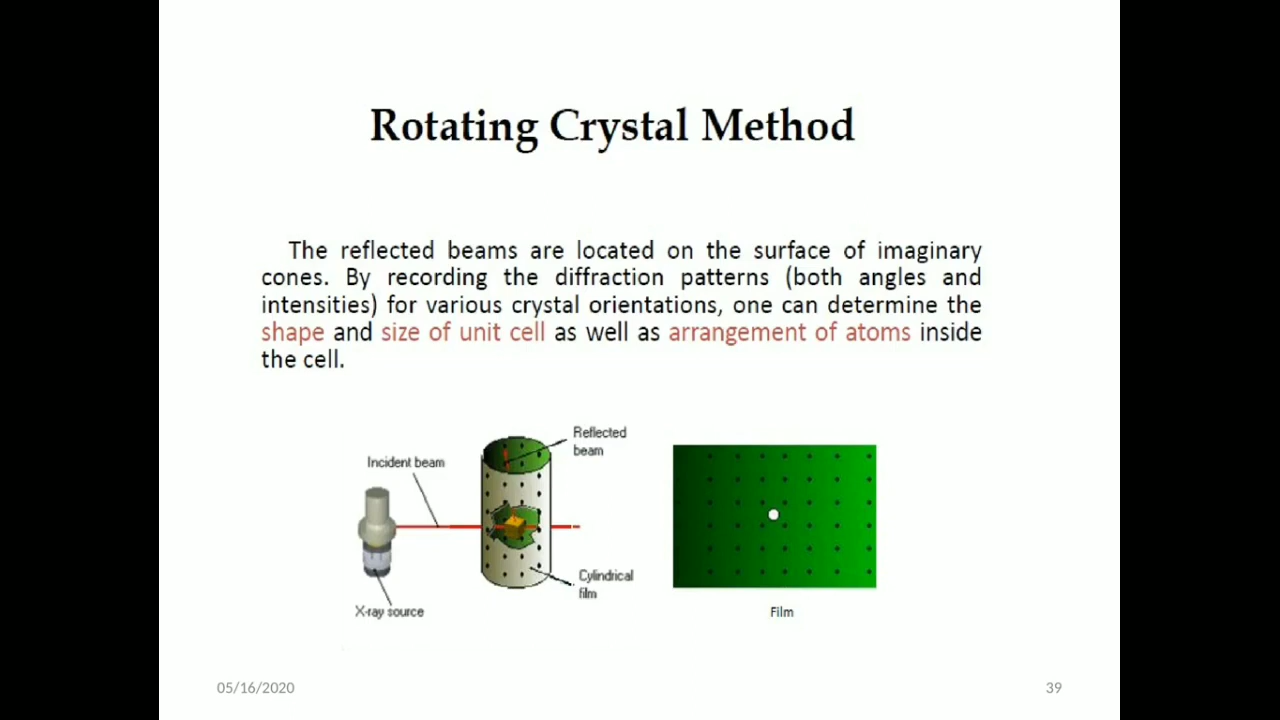 Rotating Crystal Method
The reflected beams are located on the surface of imaginary
cones. By recording the diffraction patterns (both angles and
intensities) for various crystal orientations, one can determine the
shape and size of unit cell as well as arrangement of atoms inside
the cell.
Reflected
beam
Incident beam
Cylindrical
film
X-ray source
Film
05/16/2020
39